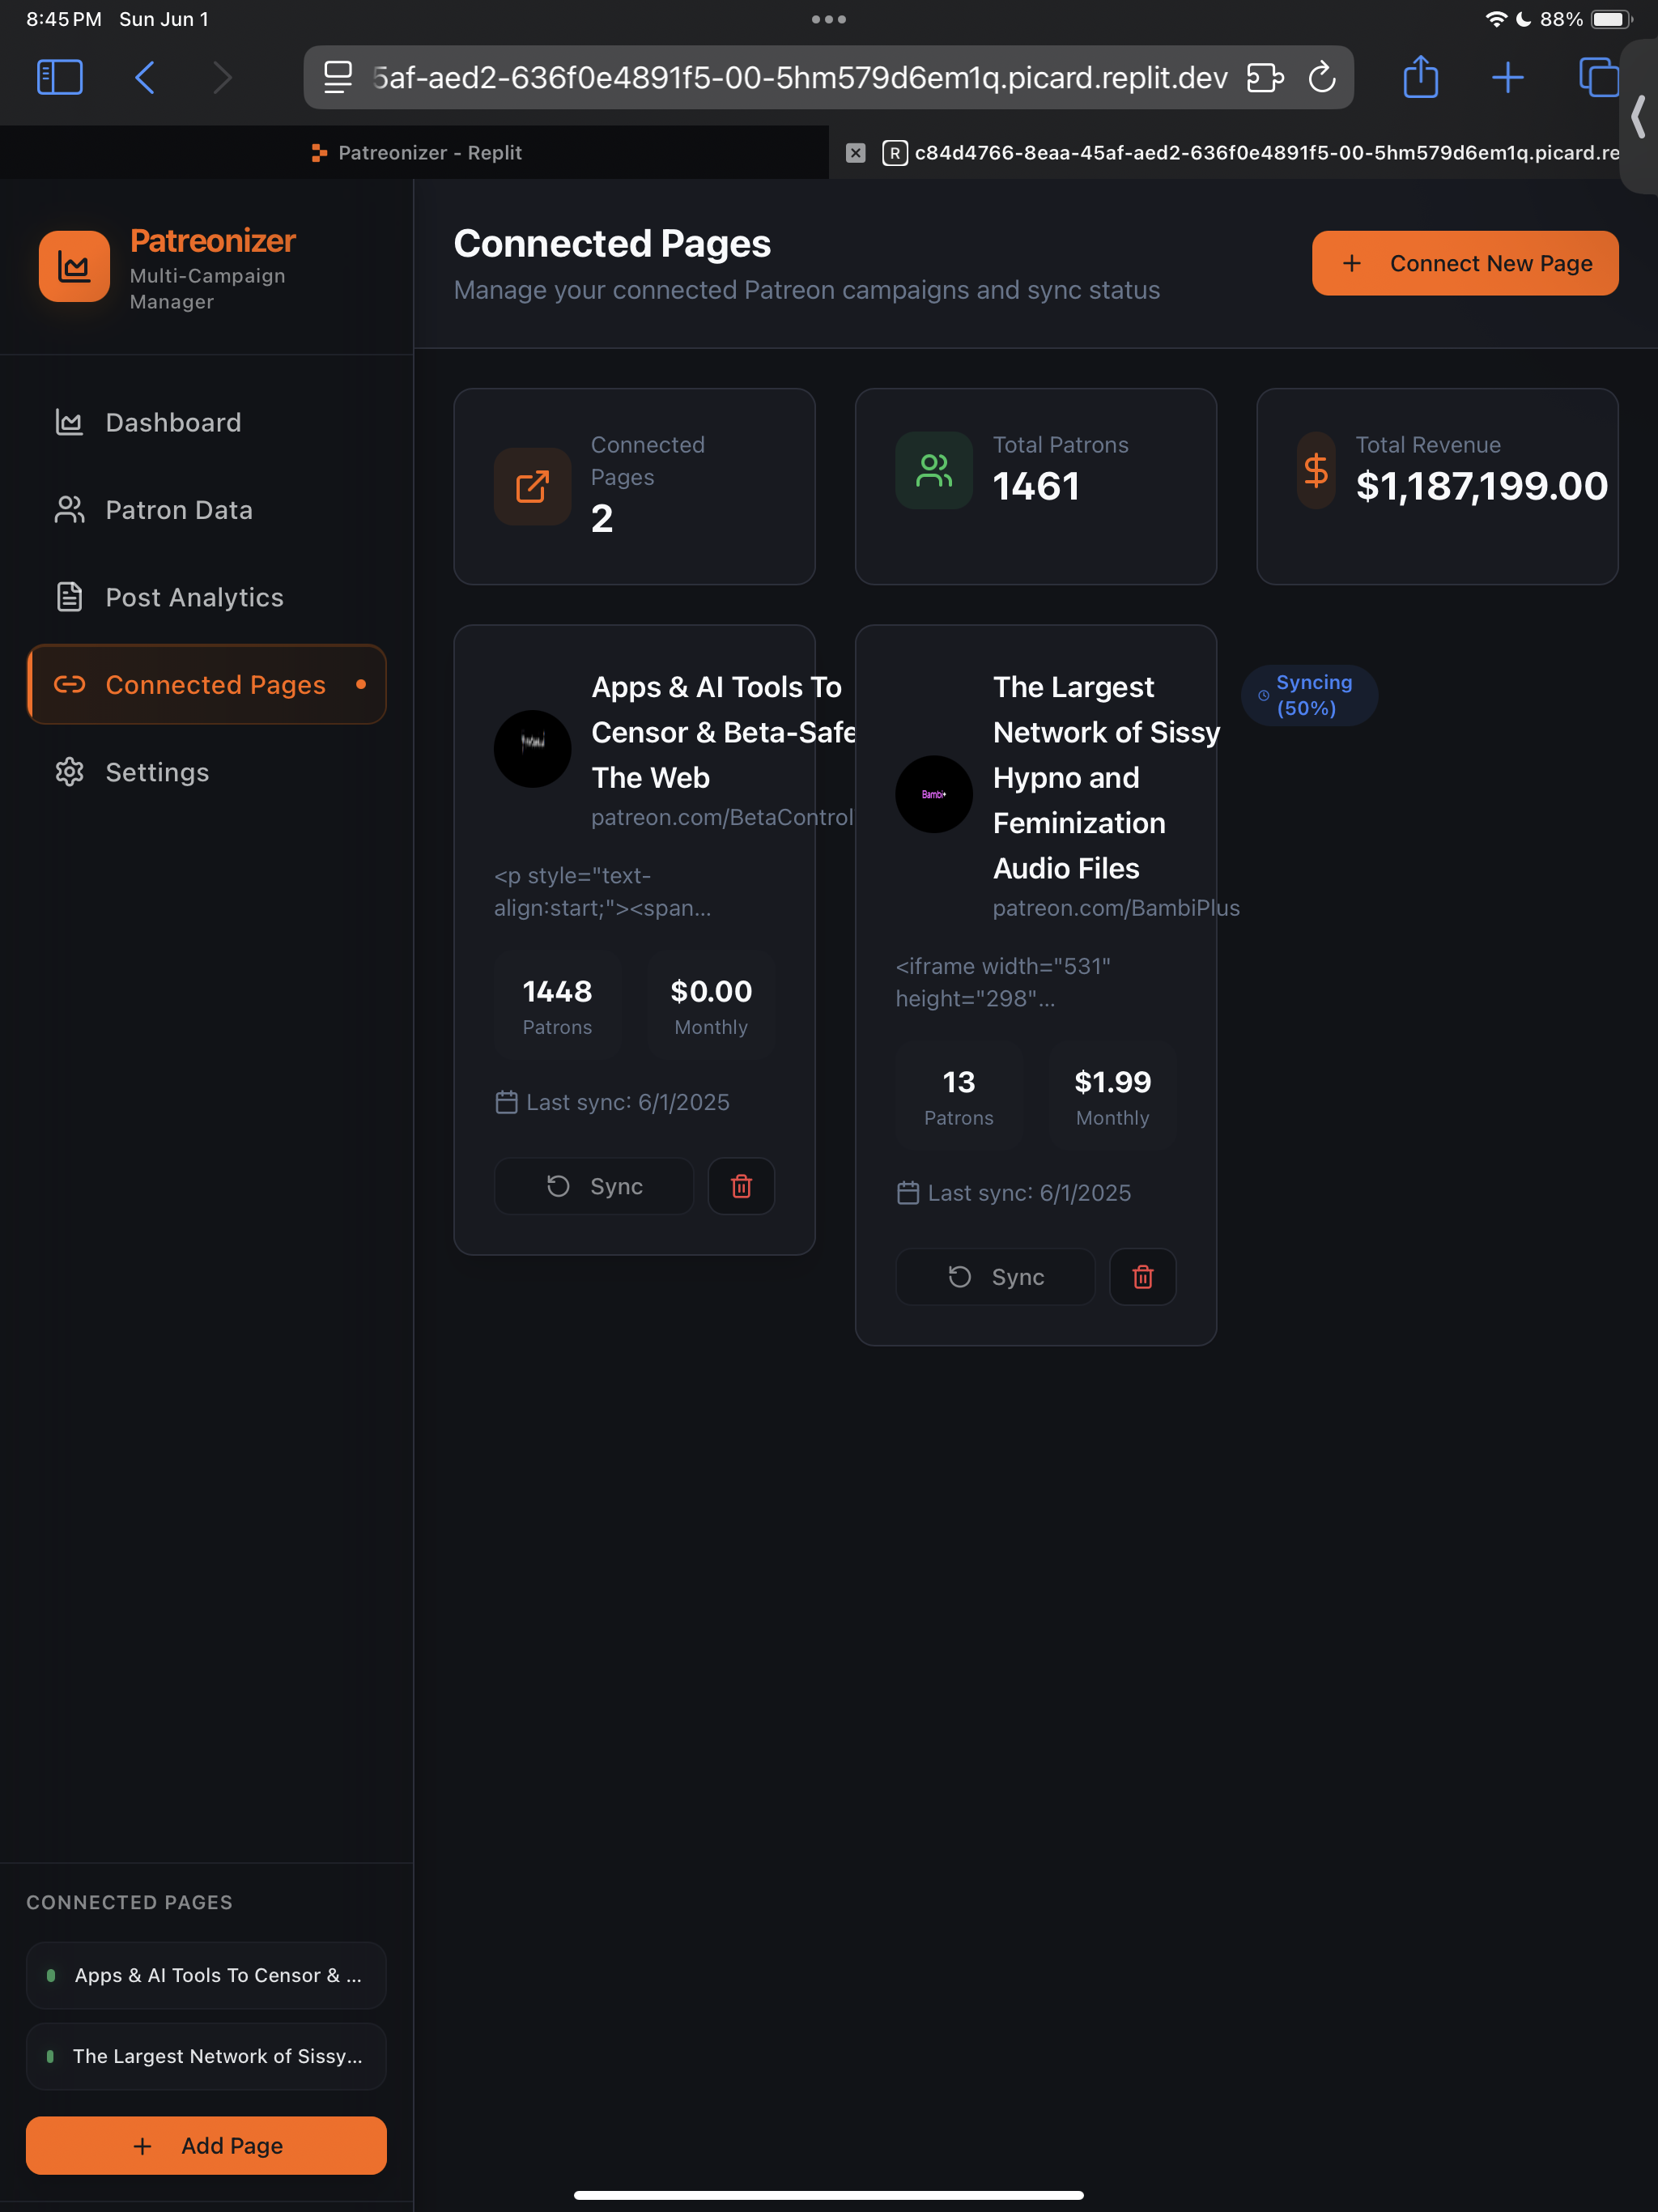 8:45 PM Sun Jun 1
88%
5af-aed2-636f0e4891f5-00-5hm579d6em1q.picard.replit.dev
Patreonizer - Replit
R c84d4766-8eaa-45af-aed2-636f0e4891f5-00-5hm579d6em1q.picard.re
Patreonizer
Multi-Campaign
Manager
Dashboard
Patron Data
Post Analytics
Connected Pages
Settings
CONNECTED PAGES
Apps & AI Tools To Censor & ...
The Largest Network of Sissy...
+ Add Page
Connected Pages
Manage your connected Patreon campaigns and sync status
+ Connect New Page
Connected
Pages
2
Total Patrons
1461
Total Revenue
$1,187,199.00
Apps & AI Tools To
Censor & Beta-Safe
The Web
patreon.com/BetaControl
<p style="text-
align:start;"><span...
1448
Patrons
$0.00
Monthly
Last sync: 6/1/2025
Sync
The Largest
Network of Sissy
Hypno and
Feminization
Audio Files
patreon.com/BambiPlus
Bambi+
<iframe width="531"
height="298"...
13
Patrons
$1.99
Monthly
Last sync: 6/1/2025
Sync
Syncing
(50%)